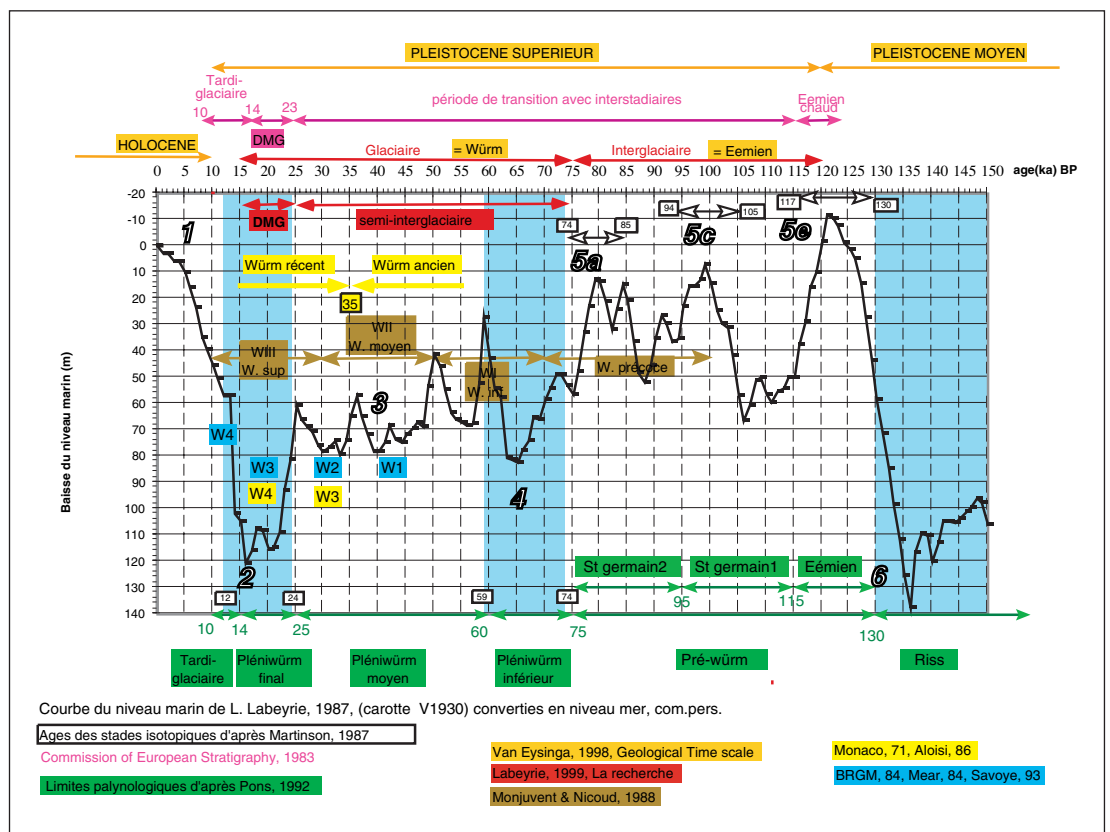 PLEISTOCENE SUPERIEUR PLEISTOCENE MOYEN
Tardi-
glaciaire
10 14 23 période de transition avec interstadiaires Eemien
chaud
HOLOCENE DMG Glaciaire = Würm Interglaciaire = Eemien
0 5 10 15 20 25 30 35 40 45 50 55 60 65 70 75 80 85 90 95 100 105 110 115 120 125 130 135 140 145 150 age(ka) BP
-20
-10
0
10
20
30
40
50
60
70
80
90
100
110
120
130
140
Baisse du niveau marin (m)
DMG semi-interglaciaire
94 105 117 130
74 85
1 5a 5c 5e
Würm récent Würm ancien
35
WIII
W. sup
WII
W. moyen
WI
W. inf
W. précoce
3
W4 W3 W2 W1
W4 W3
4
2 6
St germain2 St germain1 Eémien
12 24 59 74
10 14 25 60 75 95 115 130
Tardi-
glaciaire
Pléniwürm
final
Pléniwürm
moyen
Pléniwürm
inférieur
Pré-würm
Riss
Courbe du niveau marin de L. Labeyrie, 1987, (carotte V1930) converties en niveau mer, com.pers.
Ages des stades isotopiques d'après Martinson, 1987
Commission of European Stratigraphy, 1983
Limites palynologiques d'après Pons, 1992
Van Eysinga, 1998, Geological Time scale
Labeyrie, 1999, La recherche
Monjuvent & Nicoud, 1988
Monaco, 71, Aloisi, 86
BRGM, 84, Mear, 84, Savoye, 93